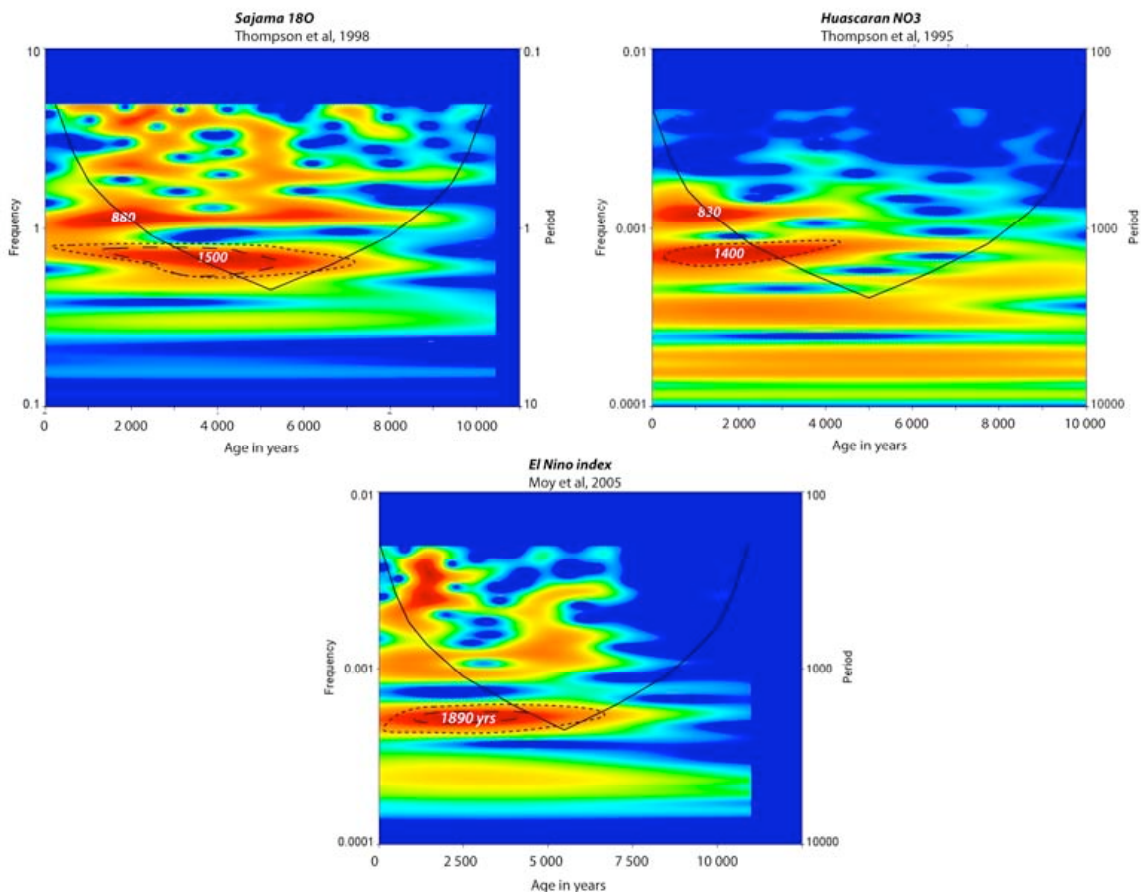 Sajama 18O
Thompson et al, 1998
10
0.1
Frequency
1
1
Period
880
1500
0.1
10
0
2 000
4 000
6 000
8 000
10 000
Age in years
Huascaran NO3
Thompson et al, 1995
0.01
100
Frequency
0.001
1000
Period
830
1400
0.0001
10000
0
2 000
4 000
6 000
8 000
10 000
Age in years
El Nino index
Moy et al, 2005
0.01
100
Frequency
0.001
1000
Period
1890 yrs
0.0001
10000
0
2 500
5 000
7 500
10 000
Age in years